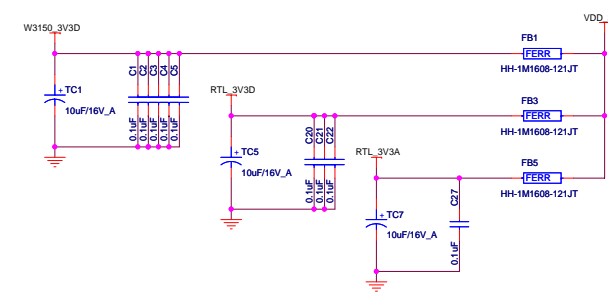 W3150_3V3D
VDD
FB1
FERR
HH-1M1608-121JT
C1
C2
C3
C4
C5
+ TC1
10uF/16V_A
0.1uF
0.1uF
0.1uF
0.1uF
0.1uF
RTL_3V3D
FB3
FERR
HH-1M1608-121JT
C20
C21
C22
+ TC5
10uF/16V_A
0.1uF
0.1uF
0.1uF
RTL_3V3A
FB5
FERR
HH-1M1608-121JT
C27
+ TC7
10uF/16V_A
0.1uF